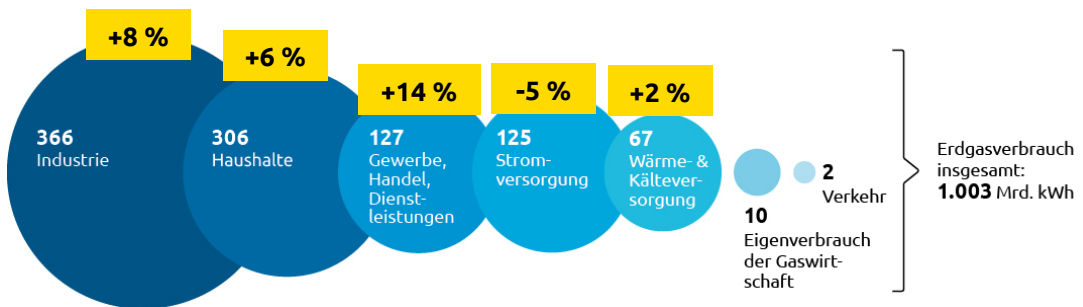 +8 %
366
Industrie
+6 %
306
Haushalte
+14 %
127
Gewerbe,
Handel,
Dienst-
leistungen
-5 %
125
Strom-
versorgung
+2 %
67
Wärme- &
Kältever-
sorgung
10
Eigenverbrauch
der Gaswirt-
schaft
2
Verkehr
Erdgasverbrauch
insgesamt:
1.003 Mrd. kWh